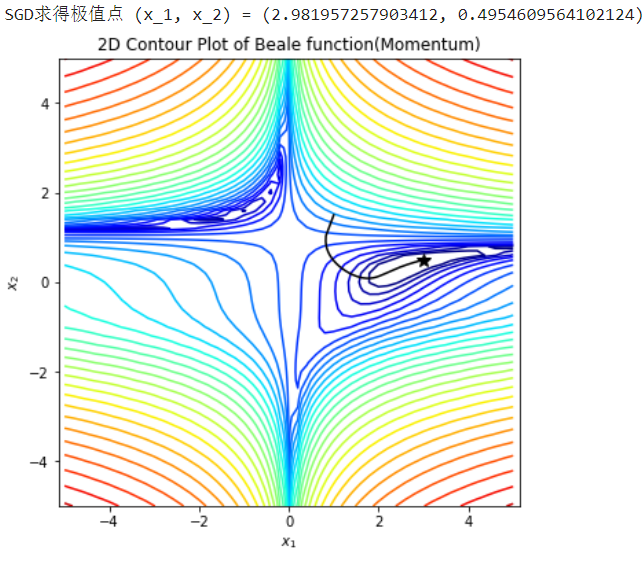 SGD求得极值点 (x_1, x_2) = (2.981957257903412, 0.4954609564102124)
2D Contour Plot of Beale function(Momentum)
4
2
0
−2
−4
x₂
−4 −2 0 2 4
x₁